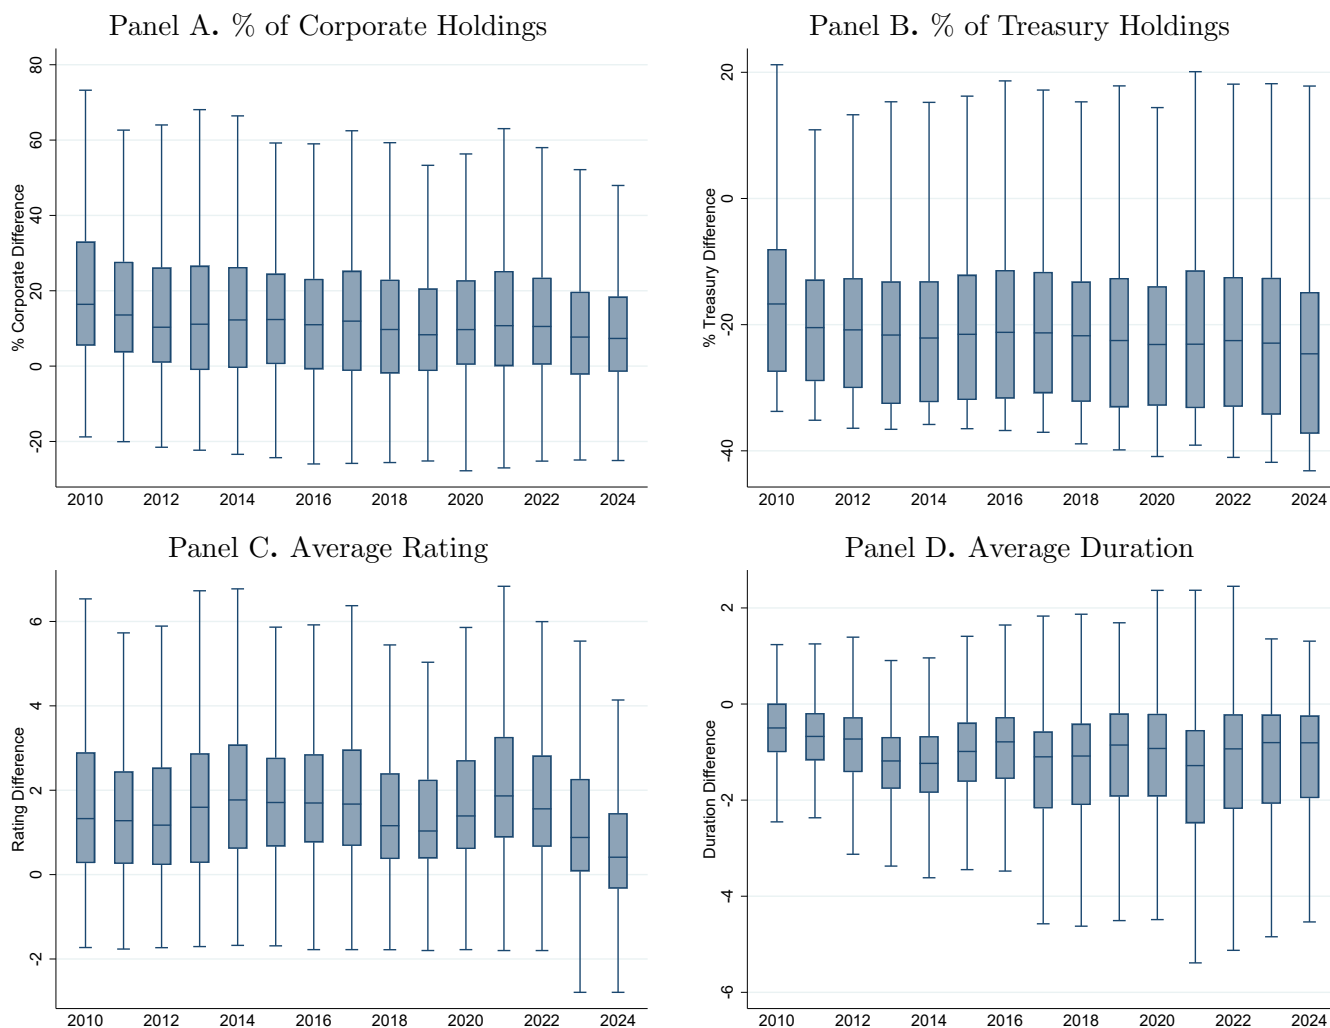 Panel A. % of Corporate Holdings
% Corporate Difference
80
60
40
20
0
-20
2010 2012 2014 2016 2018 2020 2022 2024
Panel B. % of Treasury Holdings
% Treasury Difference
20
0
-20
-40
2010 2012 2014 2016 2018 2020 2022 2024
Panel C. Average Rating
Rating Difference
6
4
2
0
-2
2010 2012 2014 2016 2018 2020 2022 2024
Panel D. Average Duration
Duration Difference
2
0
-2
-4
-6
2010 2012 2014 2016 2018 2020 2022 2024